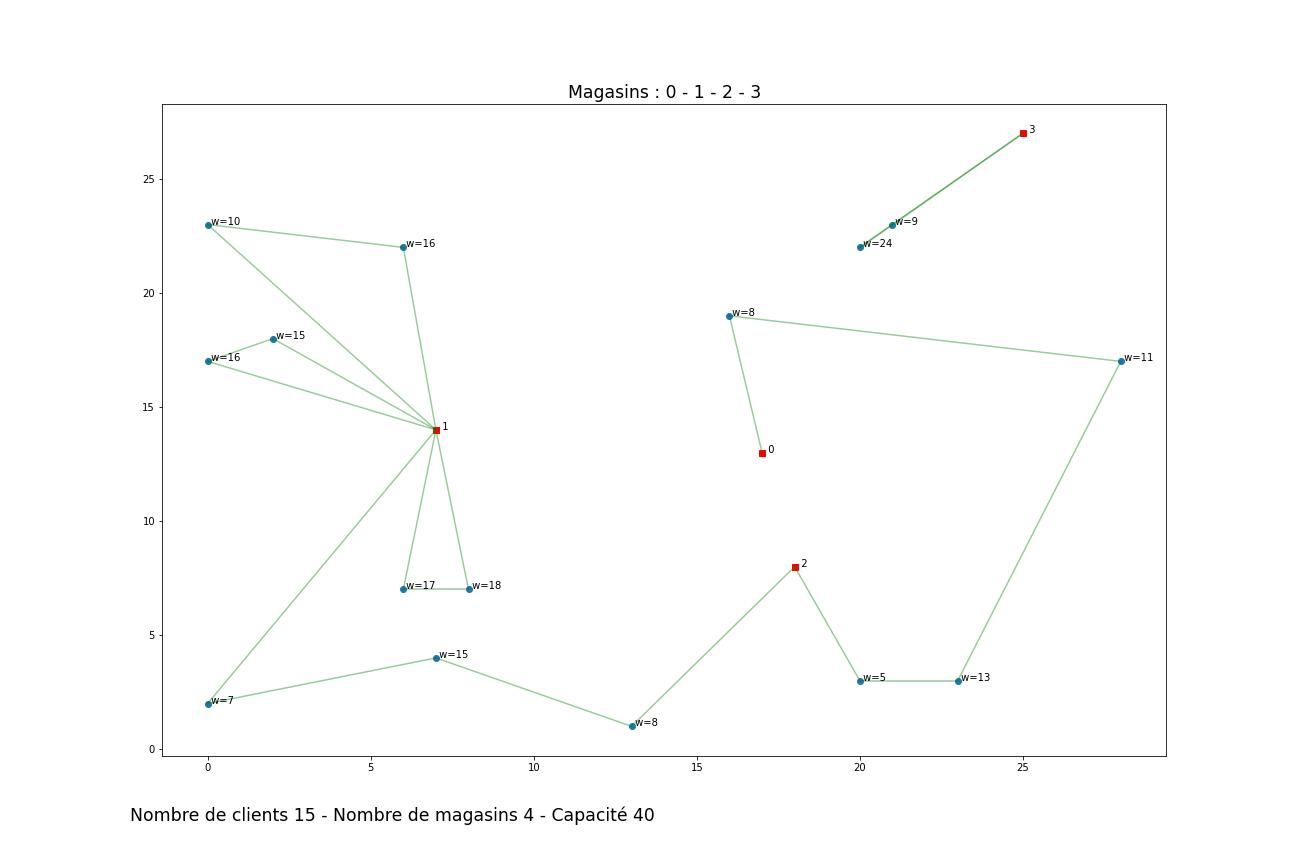 Magasins : 0 - 1 - 2 - 3
3
25
w=10
w=9
w=16
w=24
20
w=8
w=15
w=16
w=11
15
1
0
10
2
w=17
w=18
5
w=15
w=5
w=13
w=7
w=8
0
0
5
10
15
20
25
Nombre de clients 15 - Nombre de magasins 4 - Capacité 40